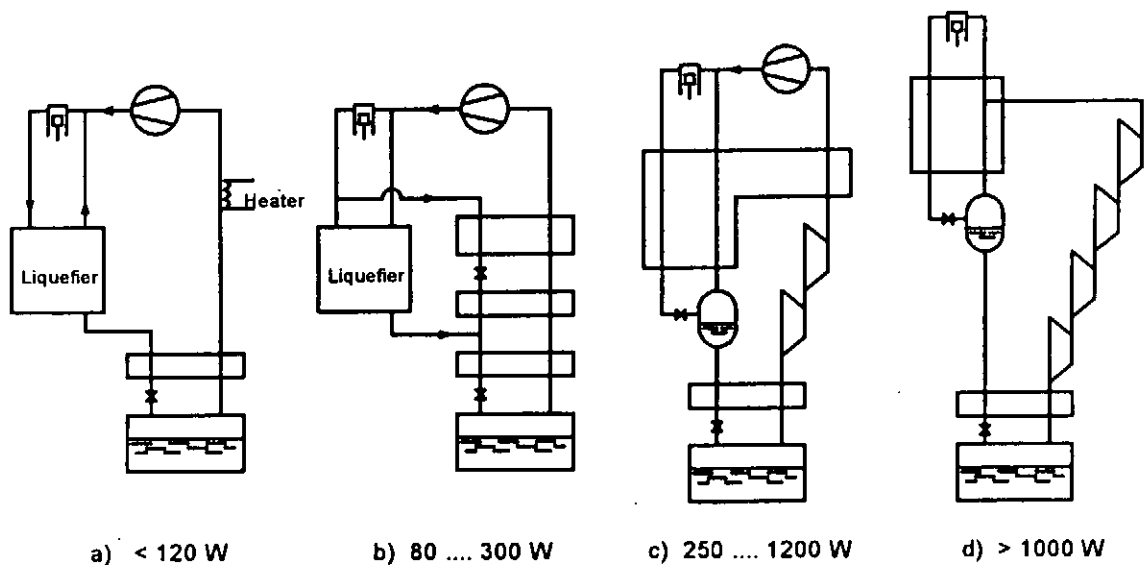 Heater
Liquefier
Liquefier
a) < 120 W
b) 80 .... 300 W
c) 250 .... 1200 W
d) > 1000 W